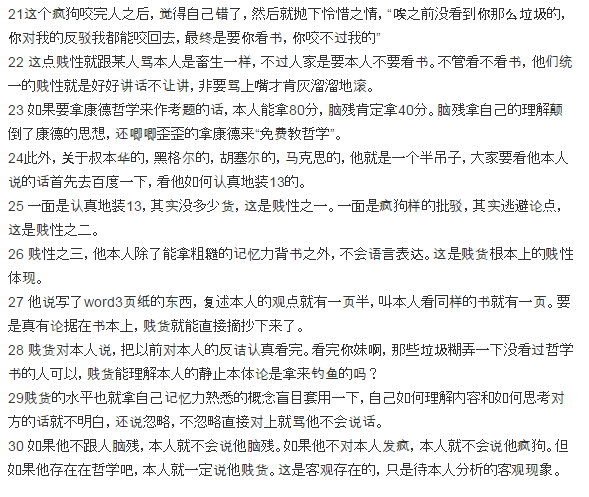 21这个疯狗咬完人之后，觉得自己错了，然后就抛下怜惜之情，“唉之前没看到你那么垃圾的，
你对我的反驳我都能咬回去，最终是要你看书，你咬不过我的”
22 这点贱性就跟某人骂本人是畜生一样，不过人家是要本人不要看书。不管看不看书，他们统
一的贱性就是好好讲话不让讲，非要骂上嘴才肯灰溜溜地滚。
23 如果要拿康德哲学来作考题的话，本人能拿80分，脑残肯定拿40分。脑残拿自己的理解颠
倒了康德的思想，还唧唧歪歪的拿康德来“免费教哲学”。
24此外，关于叔本华的，黑格尔的，胡塞尔的，马克思的，他就是一个半吊子，大家要看他本人
说的话首先去百度一下，看他如何认真地装13的。
25 一面是认真地装13，其实没多少货，这是贱性之一。一面是疯狗样的批驳，其实逃避论点，
这是贱性之二。
26 贱性之三，他本人除了能拿粗糙的记忆力背书之外，不会语言表达。这是贱货根本上的贱性
体现。
27 他说写了word3页纸的东西，复述本人的观点就有一页半，叫本人看同样的书就有一页。要
是真有论据在书本上，贱货就能直接摘抄下来了。
28 贱货对本人说，把以前对本人的反诘认真看完。看完你妹啊，那些垃圾糊弄一下没看过哲学
书的人可以，贱货能理解本人的静止本体论是拿来钓鱼的吗？
29贱货的水平也就拿自己记忆力熟悉的概念盲目套用一下，自己如何理解内容和如何思考对
方的话就不明白，还说忽略，不忽略直接对上就骂他不会说话。
30 如果他不跟人脑残，本人就不会说他脑残。如果他不对本人发疯，本人就不会说他疯狗。但
如果他存在在哲学吧，本人就一定说他贱货。这是客观存在的，只是待本人分析的客观现象。